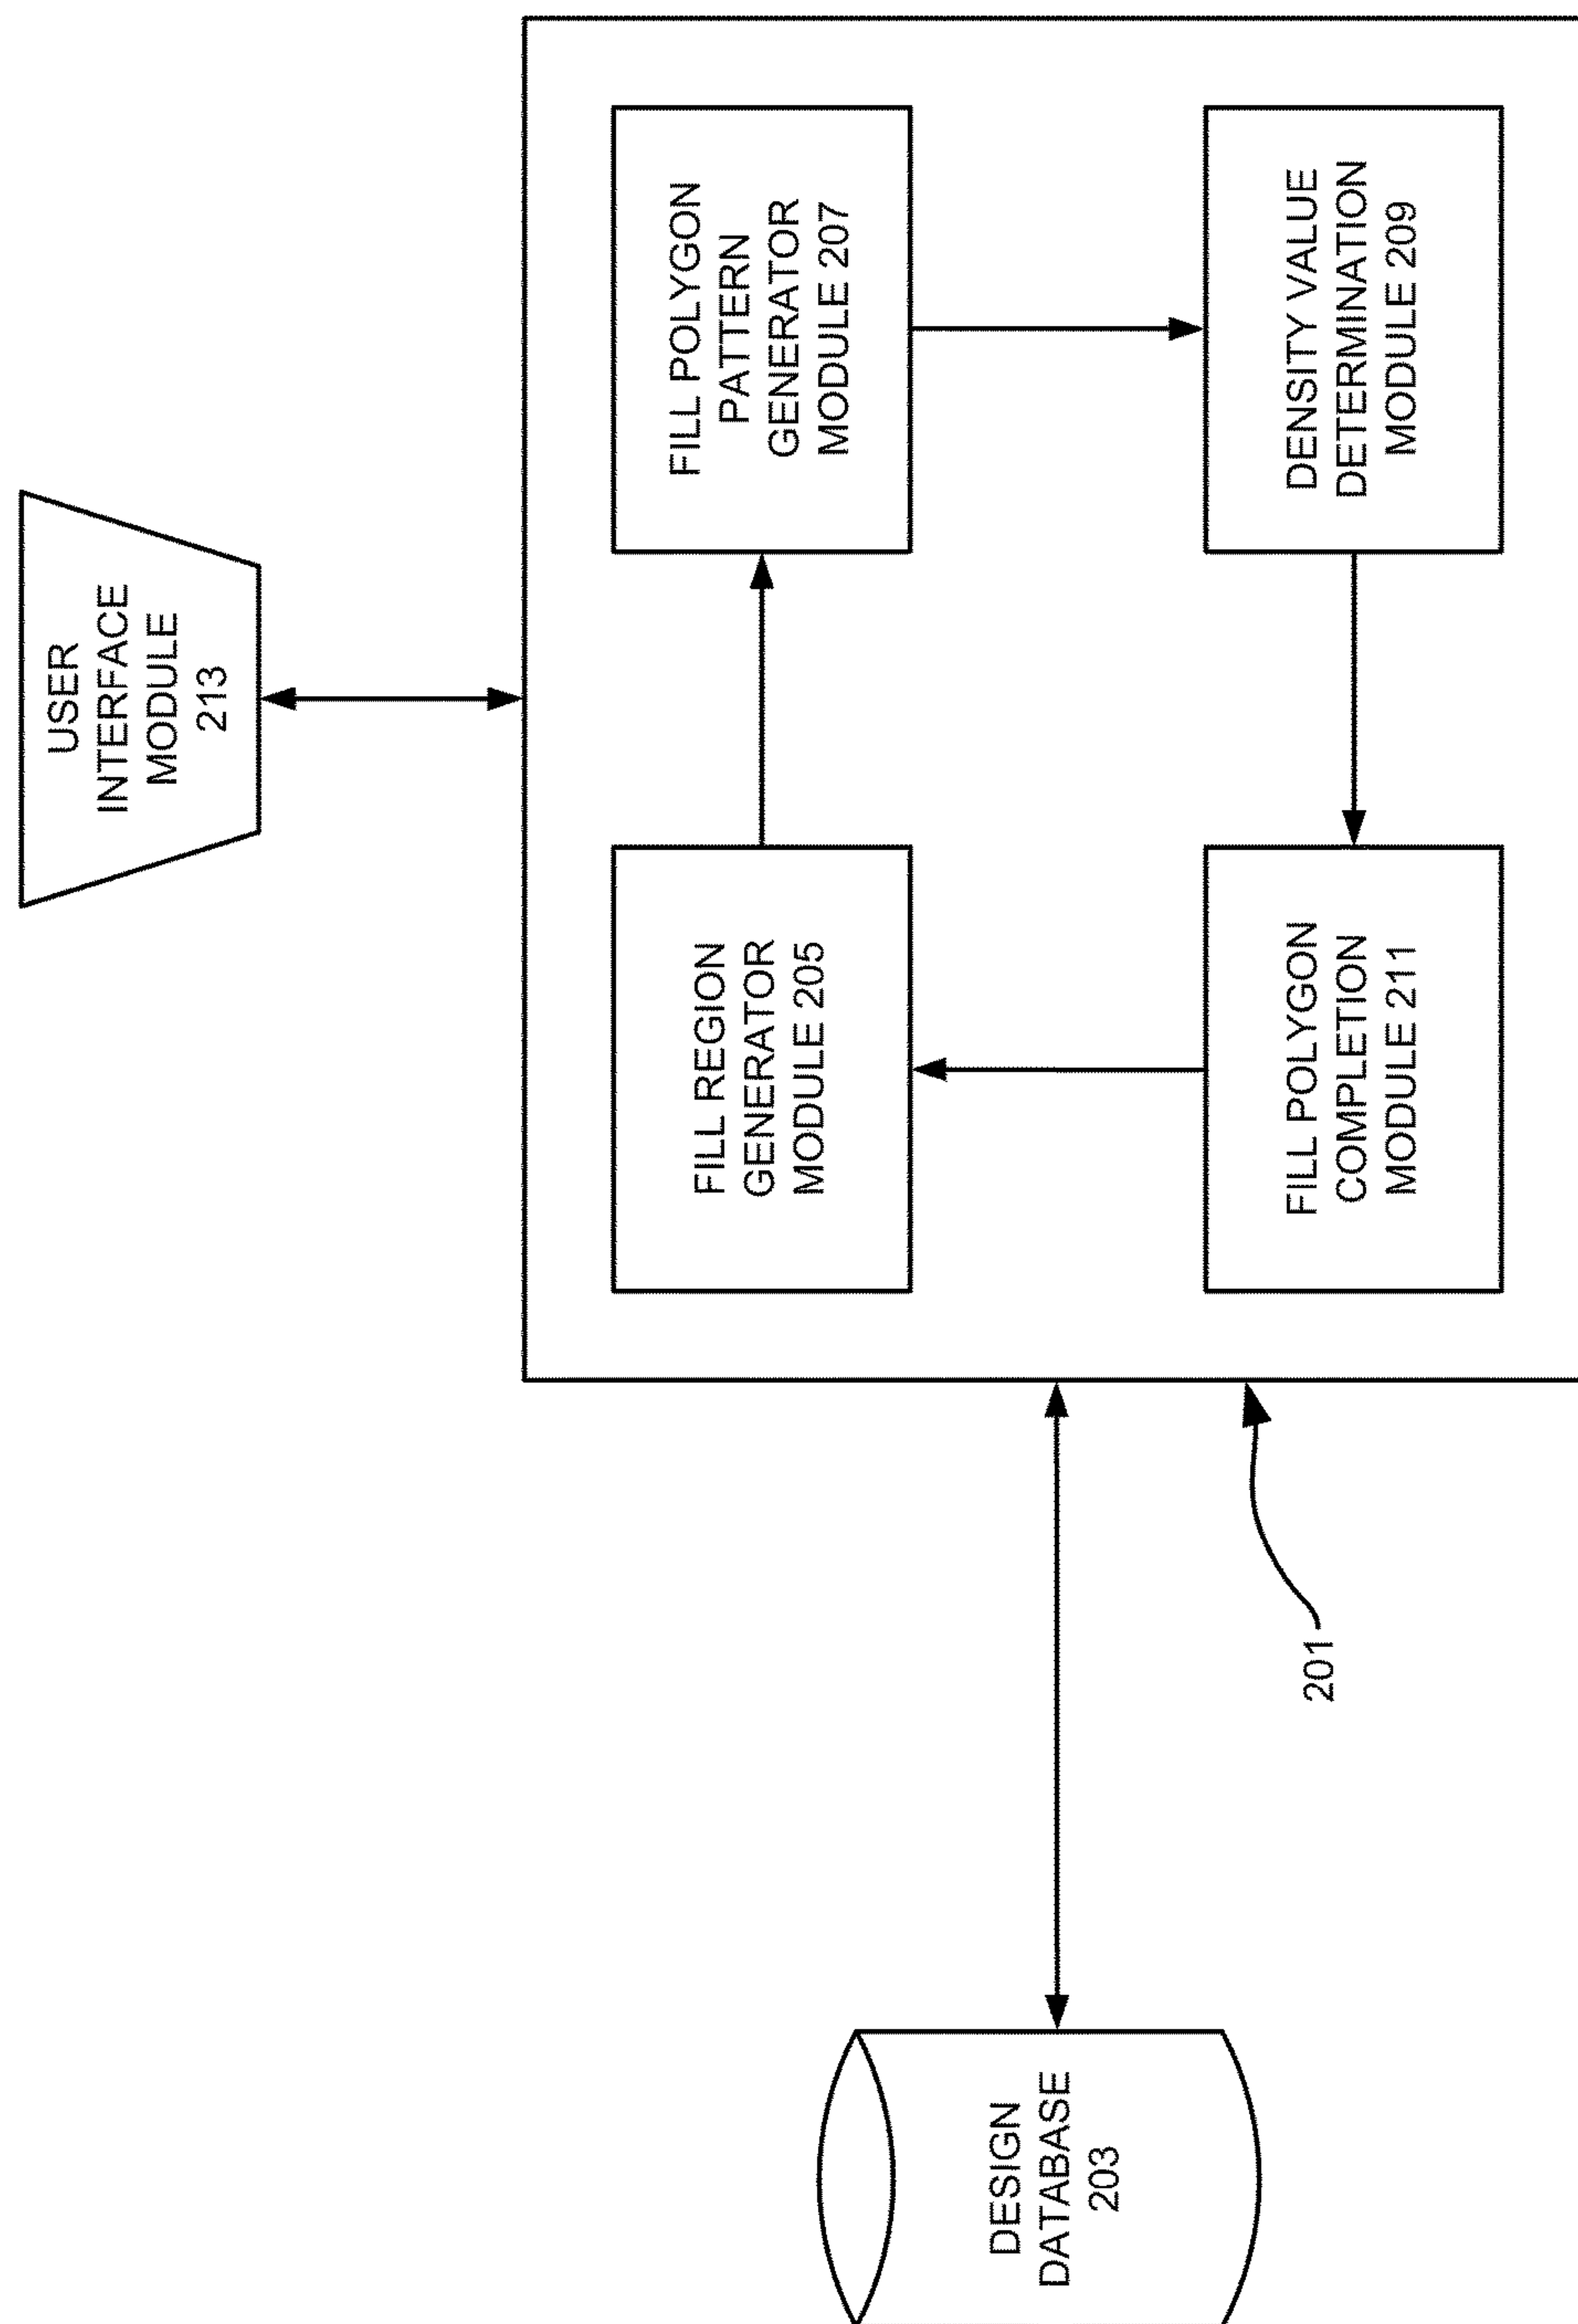 USER
INTERFACE
MODULE
213
FILL REGION
GENERATOR
MODULE 205
FILL POLYGON
PATTERN
GENERATOR
MODULE 207
DESIGN
DATABASE
203
FILL POLYGON
COMPLETION
MODULE 211
DENSITY VALUE
DETERMINATION
MODULE 209
201